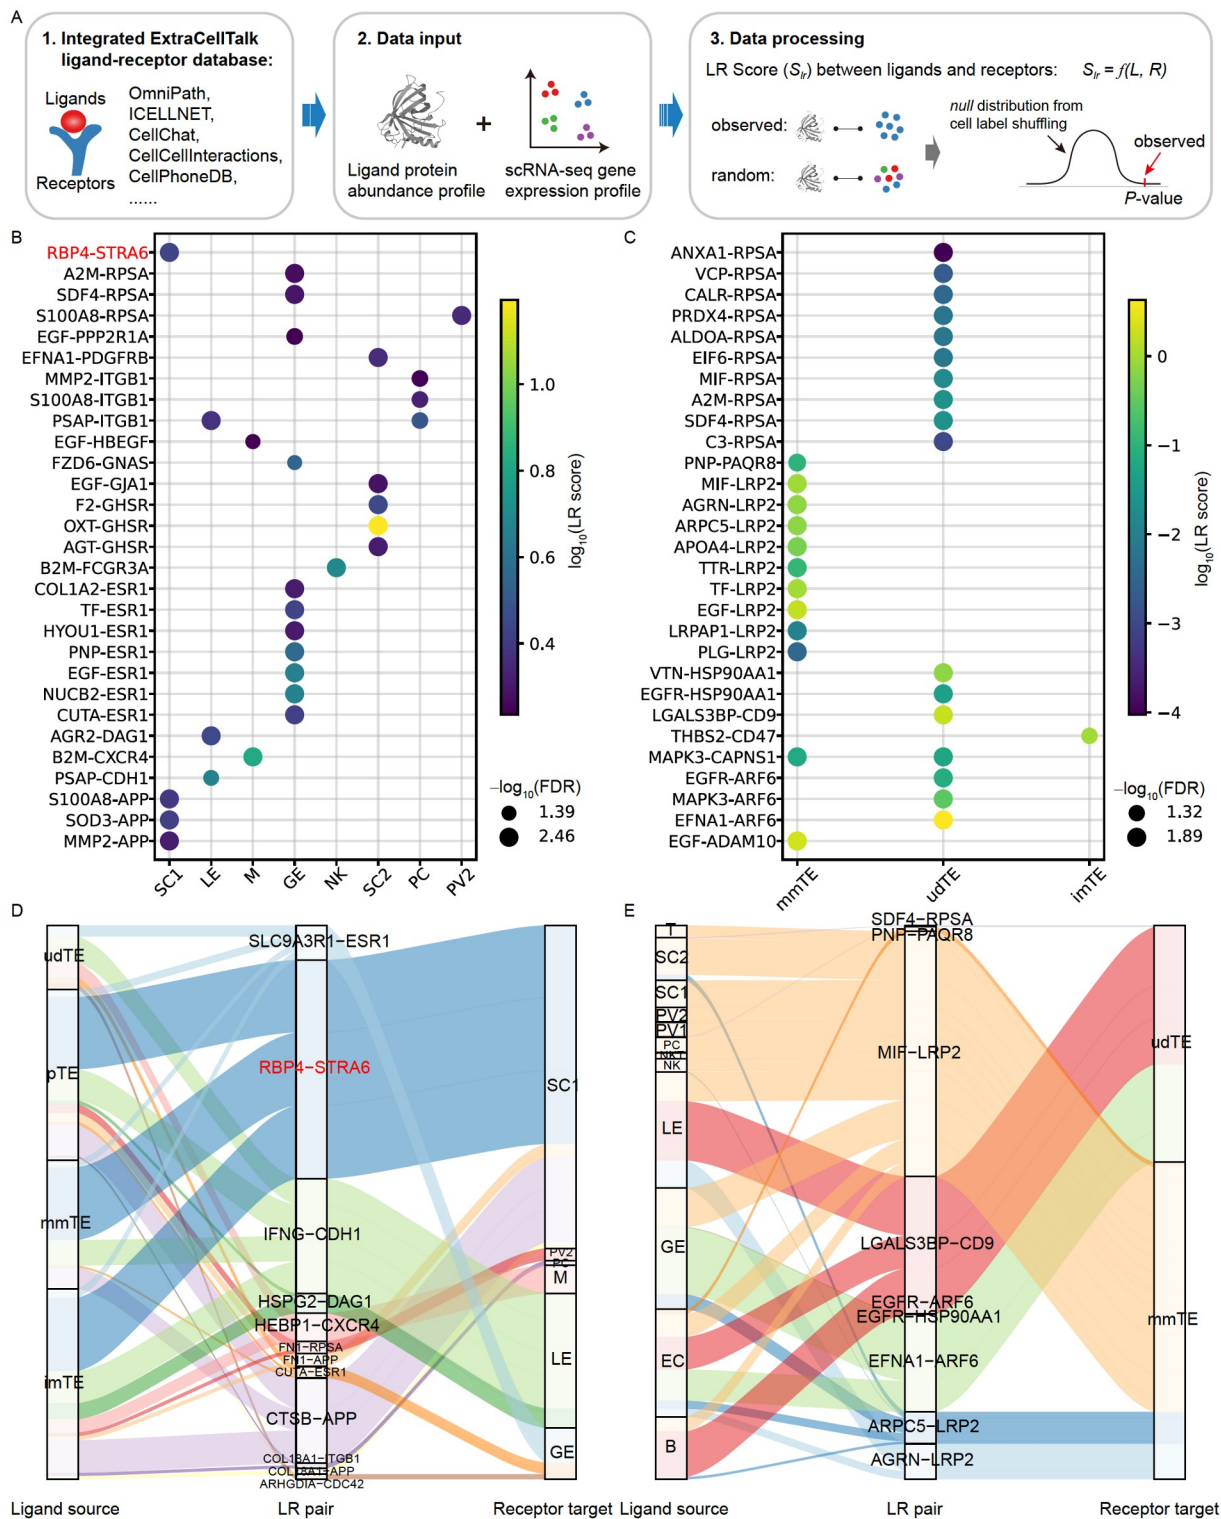 A
1. Integrated ExtraCellTalk
ligand-receptor database:
Ligands
Receptors
OmniPath,
ICELLNET,
CellChat,
CellCellInteractions,
CellPhoneDB,
......
2. Data input
+
Ligand protein
abundance profile
scRNA-seq gene
expression profile
3. Data processing
LR Score (Slr) between ligands and receptors: Slr = f(L, R)
observed:
random:
null distribution from
cell label shuffling
observed
P-value
B
RBP4-STRA6
A2M-RPSA
SDF4-RPSA
S100A8-RPSA
EGF-PPP2R1A
EFNA1-PDGFRB
MMP2-ITGB1
S100A8-ITGB1
PSAP-ITGB1
EGF-HBEGF
FZD6-GNAS
EGF-GJA1
F2-GHSR
OXT-GHSR
AGT-GHSR
B2M-FCGR3A
COL1A2-ESR1
TF-ESR1
HYOU1-ESR1
PNP-ESR1
EGF-ESR1
NUCB2-ESR1
CUTA-ESR1
AGR2-DAG1
B2M-CXCR4
PSAP-CDH1
S100A8-APP
SOD3-APP
MMP2-APP
SC1
LE
M
GE
NK
SC2
PC
PV2
1.0
0.8
0.6
0.4
log10(LR score)
−log10(FDR)
1.39
2.46
C
ANXA1-RPSA
VCP-RPSA
CALR-RPSA
PRDX4-RPSA
ALDOA-RPSA
EIF6-RPSA
MIF-RPSA
A2M-RPSA
SDF4-RPSA
C3-RPSA
PNP-PAQR8
MIF-LRP2
AGRN-LRP2
ARPC5-LRP2
APOA4-LRP2
TTR-LRP2
TF-LRP2
EGF-LRP2
LRPAP1-LRP2
PLG-LRP2
VTN-HSP90AA1
EGFR-HSP90AA1
LGALS3BP-CD9
THBS2-CD47
MAPK3-CAPNS1
EGFR-ARF6
MAPK3-ARF6
EFNA1-ARF6
EGF-ADAM10
mmTE
udTE
imTE
0
−1
−2
−3
−4
log10(LR score)
−log10(FDR)
1.32
1.89
D
udTE
pTE
mmTE
imTE
SLC9A3R1−ESR1
RBP4−STRA6
IFNG−CDH1
HSPG2−DAG1
HEBP1−CXCR4
FN1−RPSA
FN1−APP
CUTA−ESR1
CTSB−APP
COL18A1−ITGB1
COL18A1−APP
ARHGDIA−CDC42
SC1
PV2
PC
M
LE
GE
Ligand source
LR pair
Receptor target
E
T
SC2
SC1
PV2
PV1
PC
NKT
NK
LE
GE
EC
B
SDF4−RPSA
PNP−PAQR8
MIF−LRP2
LGALS3BP−CD9
EGFR−ARF6
EGFR−HSP90AA1
EFNA1−ARF6
ARPC5−LRP2
AGRN−LRP2
udTE
mmTE
Ligand source
LR pair
Receptor target